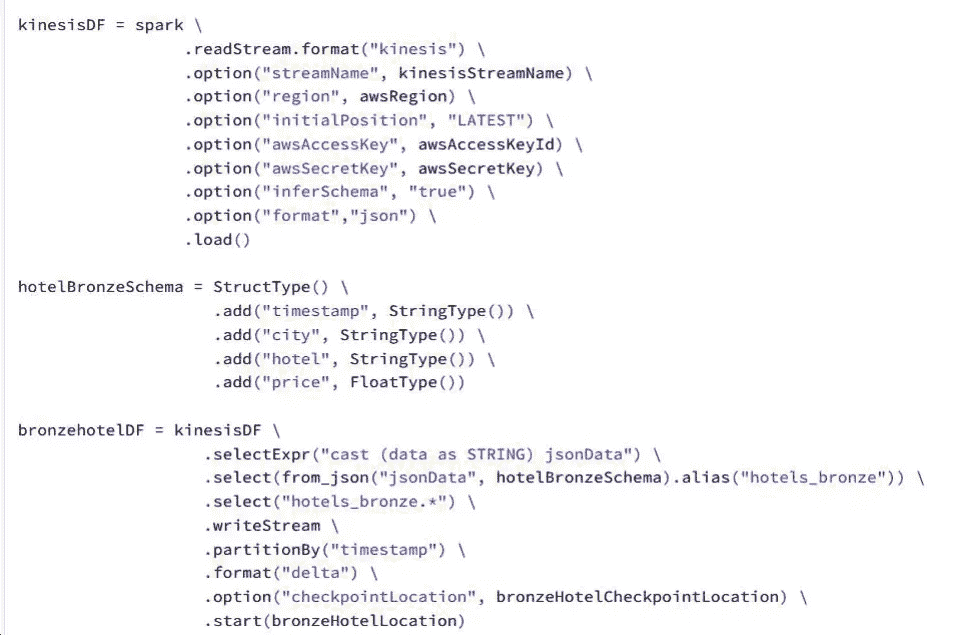 kinesisDF = spark \
.readStream.format("kinesis") \
.option("streamName", kinesisStreamName) \
.option("region", awsRegion) \
.option("initialPosition", "LATEST") \
.option("awsAccessKey", awsAccessKeyId) \
.option("awsSecretKey", awsSecretKey) \
.option("inferSchema", "true") \
.option("format","json") \
.load()
hotelBronzeSchema = StructType() \
.add("timestamp", StringType()) \
.add("city", StringType()) \
.add("hotel", StringType()) \
.add("price", FloatType())
bronzehotelDF = kinesisDF \
.selectExpr("cast (data as STRING) jsonData") \
.select(from_json("jsonData", hotelBronzeSchema).alias("hotels_bronze")) \
.select("hotels_bronze.*") \
.writeStream \
.partitionBy("timestamp") \
.format("delta") \
.option("checkpointLocation", bronzeHotelCheckpointLocation) \
.start(bronzeHotelLocation)